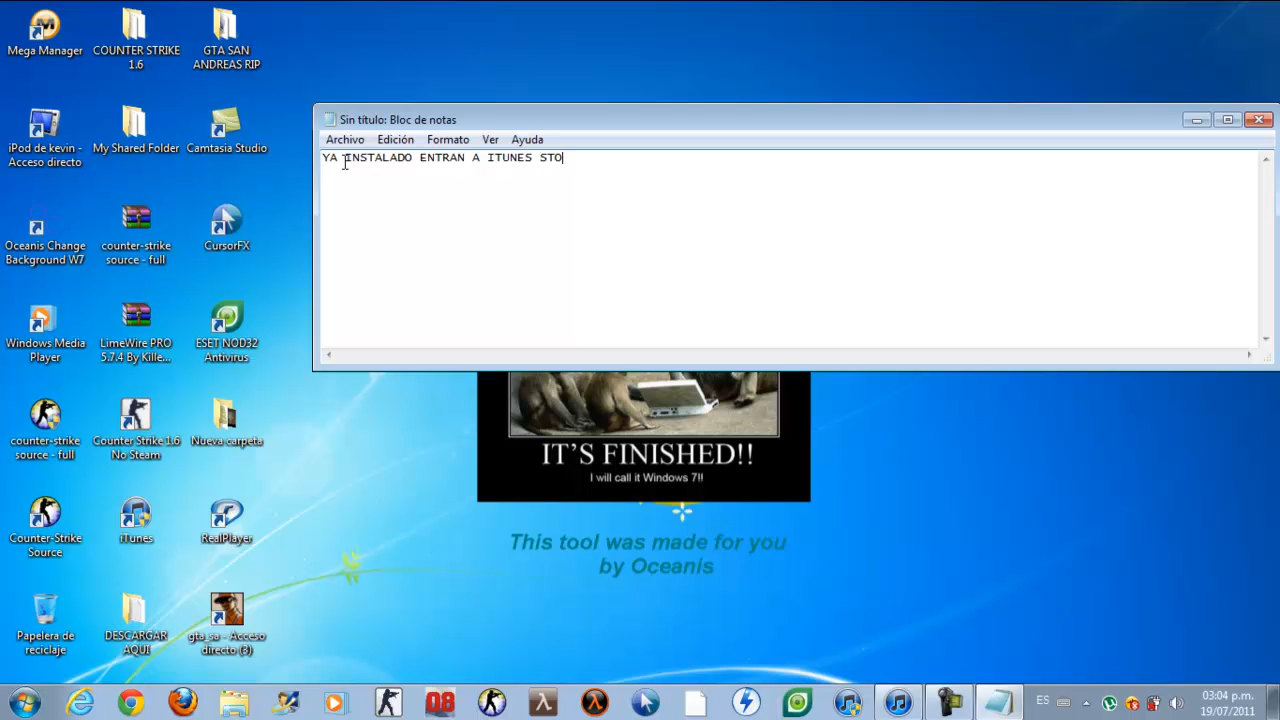 Mega Manager
COUNTER STRIKE
1.6
GTA SAN
ANDREAS RIP
iPod de kevin -
Acceso directo
My Shared Folder
Camtasia Studio
Oceanis Change
Background W7
counter-strike
source - full
CursorFX
Windows Media
Player
LimeWire PRO
5.7.4 By Kille...
ESET NOD32
Antivirus
counter-strike
source - full
Counter Strike 1.6
No Steam
Nueva carpeta
Counter-Strike
Source
iTunes
RealPlayer
Papelera de
reciclaje
DESCARGAR
AQUI
gta_sa - Acceso
directo (3)
Sin título: Bloc de notas
Archivo Edición Formato Ver Ayuda
YA INSTALADO ENTRAN A ITUNES STO
IT'S FINISHED!!
I will call it Windows 7!!
This tool was made for you
by Oceanis
ES
03:04 p.m.
19/07/2011